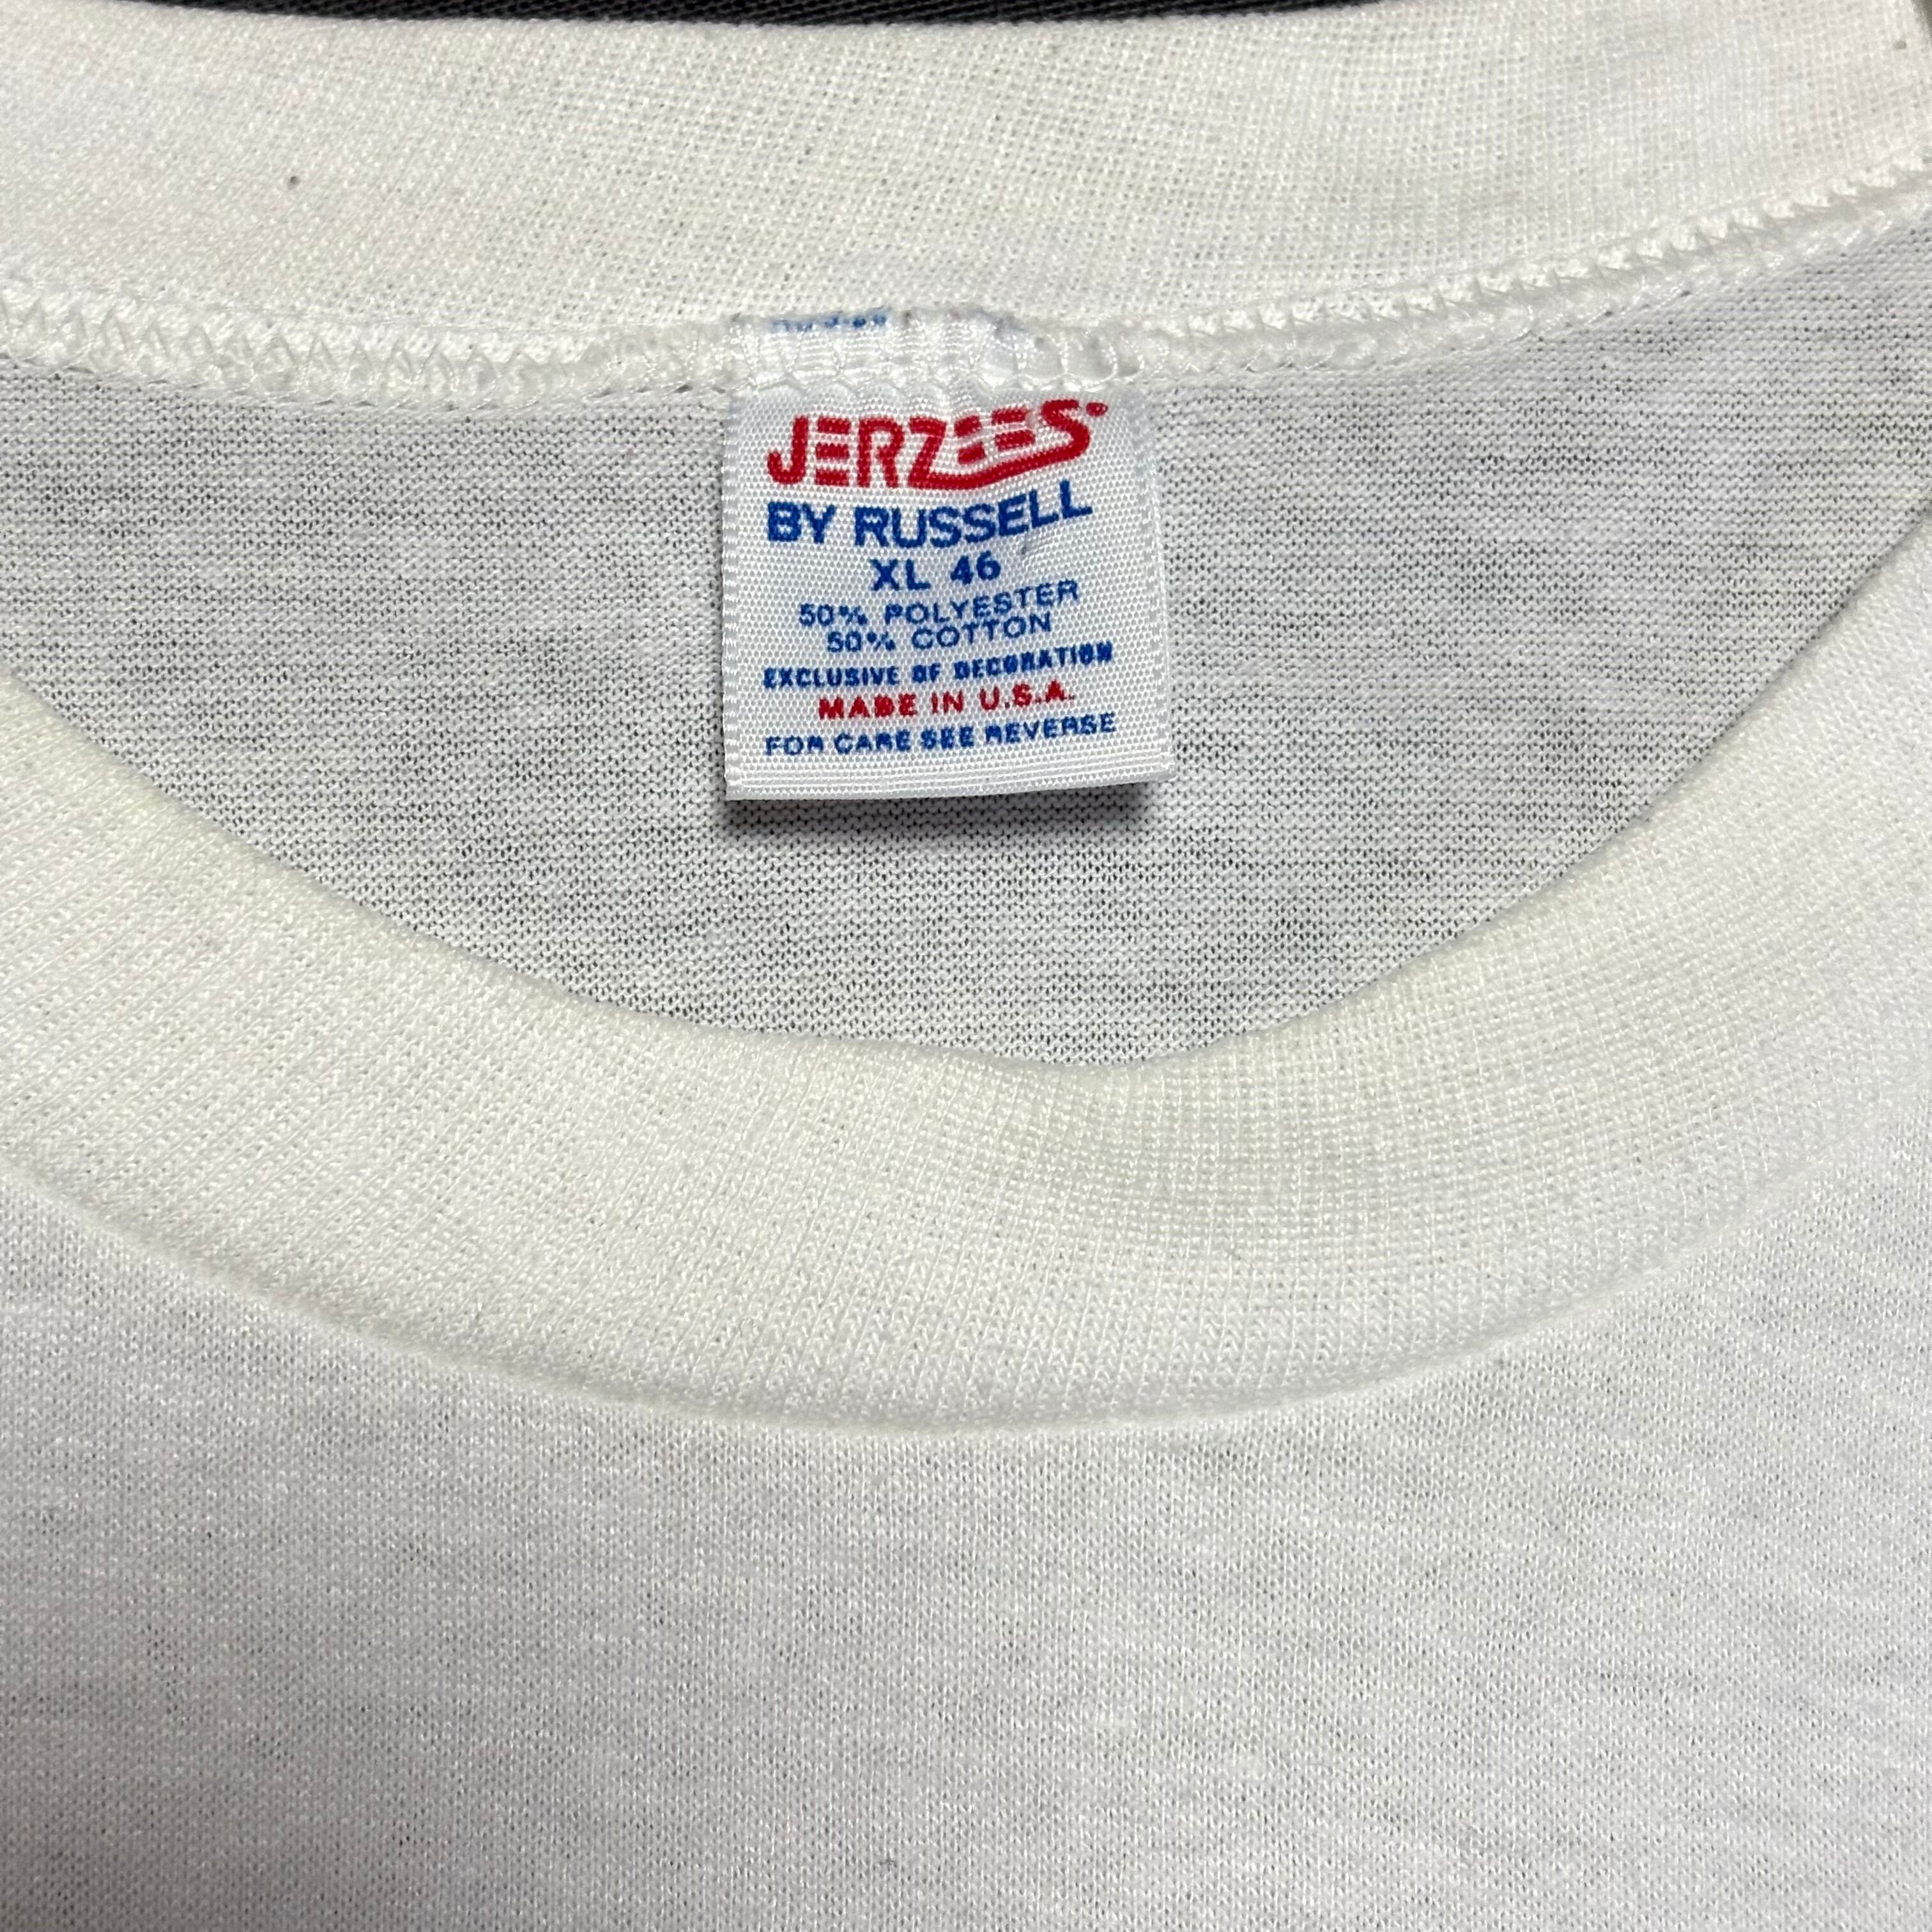 JERZEES
BY RUSSELL
XL 46
50% POLYESTER
50% COTTON
EXCLUSIVE OF DECORATION
MADE IN U.S.A.
FOR CARE SEE REVERSE